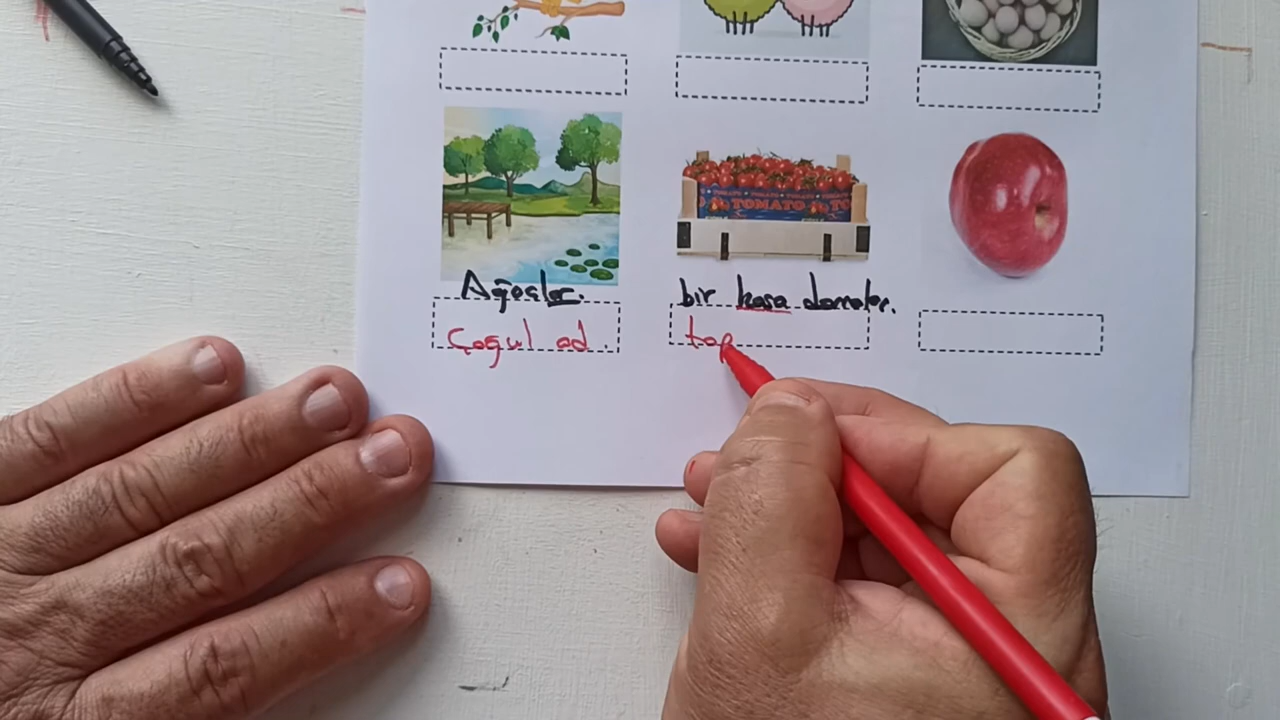 TOMATO
Ağaçlar.
bir kasa domates.
Çoğul ad.
top